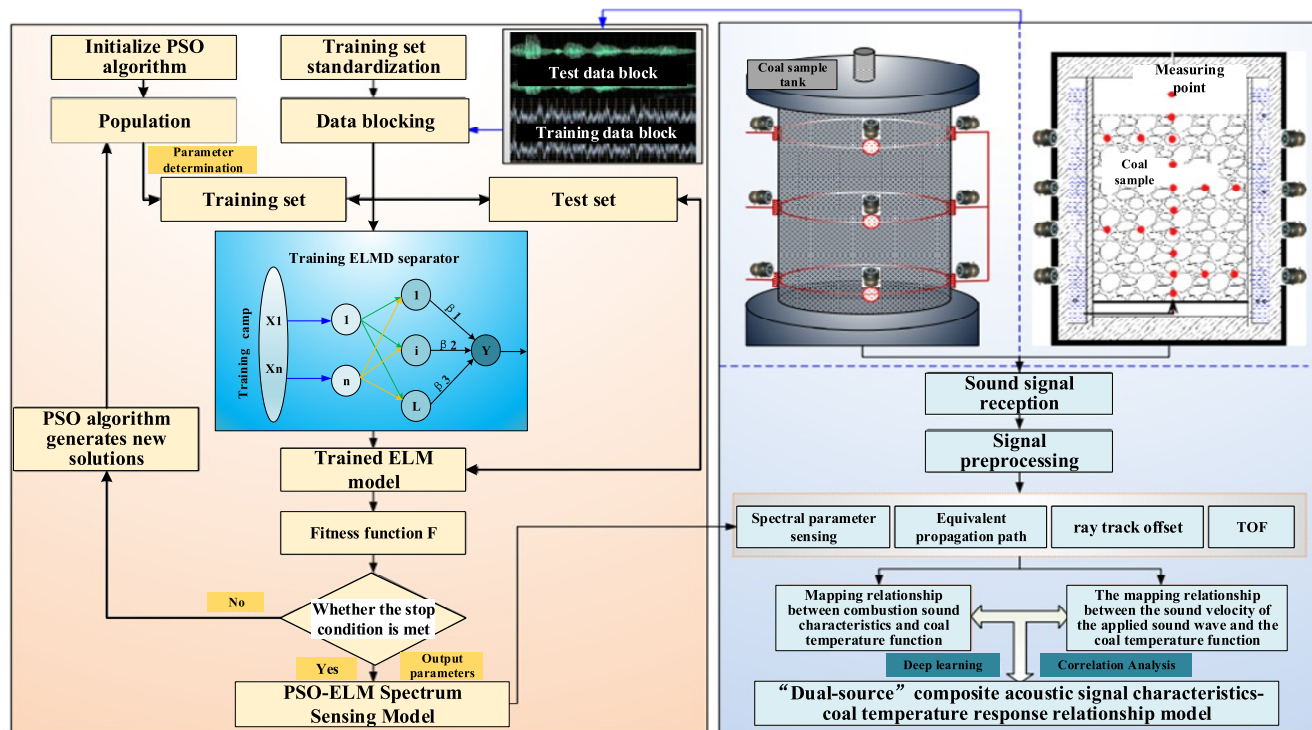 Initialize PSO
algorithm
Training set
standardization
Test data block
Training data block
Population
Data blocking
Parameter
determination
Training set
Test set
Training ELMD separator
Training camp
X1
Xn
1
n
1
i
L
β 1
β 2
β 3
Y
PSO algorithm
generates new
solutions
Trained ELM
model
Fitness function F
No
Whether the stop
condition is met
Yes
Output
parameters
PSO-ELM Spectrum
Sensing Model
Coal sample
tank
Measuring
point
Coal
sample
Sound signal
reception
Signal
preprocessing
Spectral parameter
sensing
Equivalent
propagation path
ray track offset
TOF
Mapping relationship
between combustion sound
characteristics and coal
temperature function
The mapping relationship
between the sound velocity of
the applied sound wave and the
coal temperature function
Deep learning
Correlation Analysis
“Dual-source” composite acoustic signal characteristics-
coal temperature response relationship model